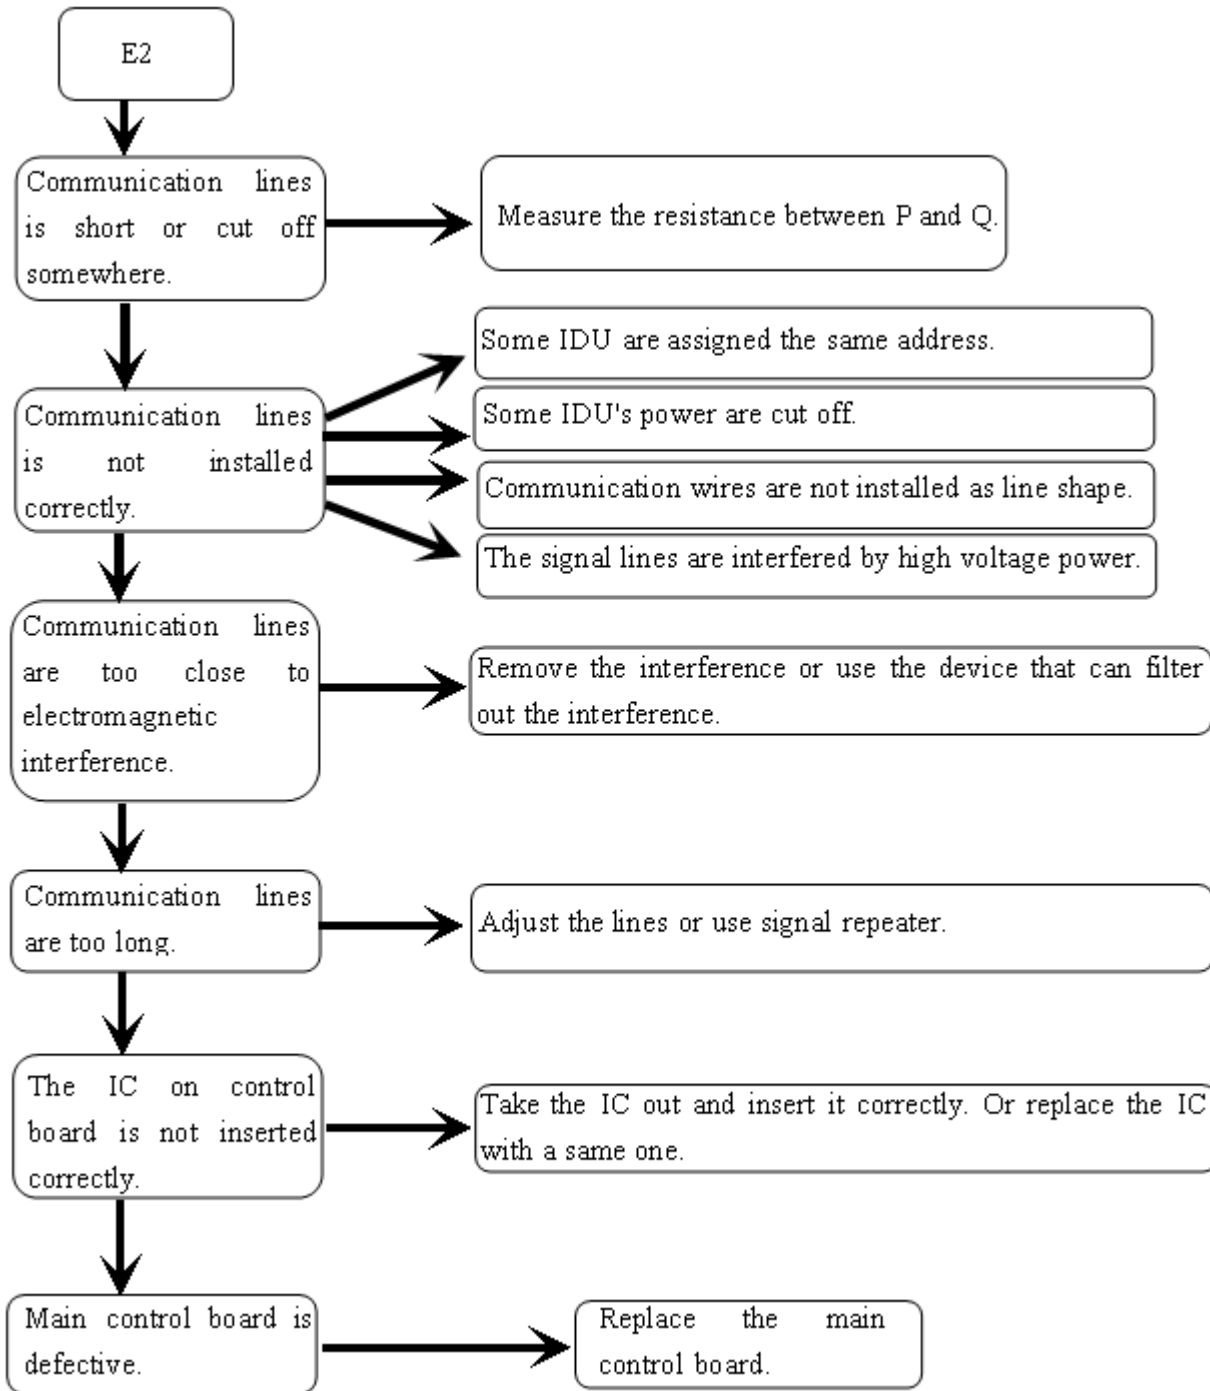 E2
Communication lines
is short or cut off
somewhere.
Measure the resistance between P and Q.
Communication lines
is not installed
correctly.
Some IDU are assigned the same address.
Some IDU's power are cut off.
Communication wires are not installed as line shape.
The signal lines are interfered by high voltage power.
Communication lines
are too close to
electromagnetic
interference.
Remove the interference or use the device that can filter
out the interference.
Communication lines
are too long.
Adjust the lines or use signal repeater.
The IC on control
board is not inserted
correctly.
Take the IC out and insert it correctly. Or replace the IC
with a same one.
Main control board is
defective.
Replace the main
control board.